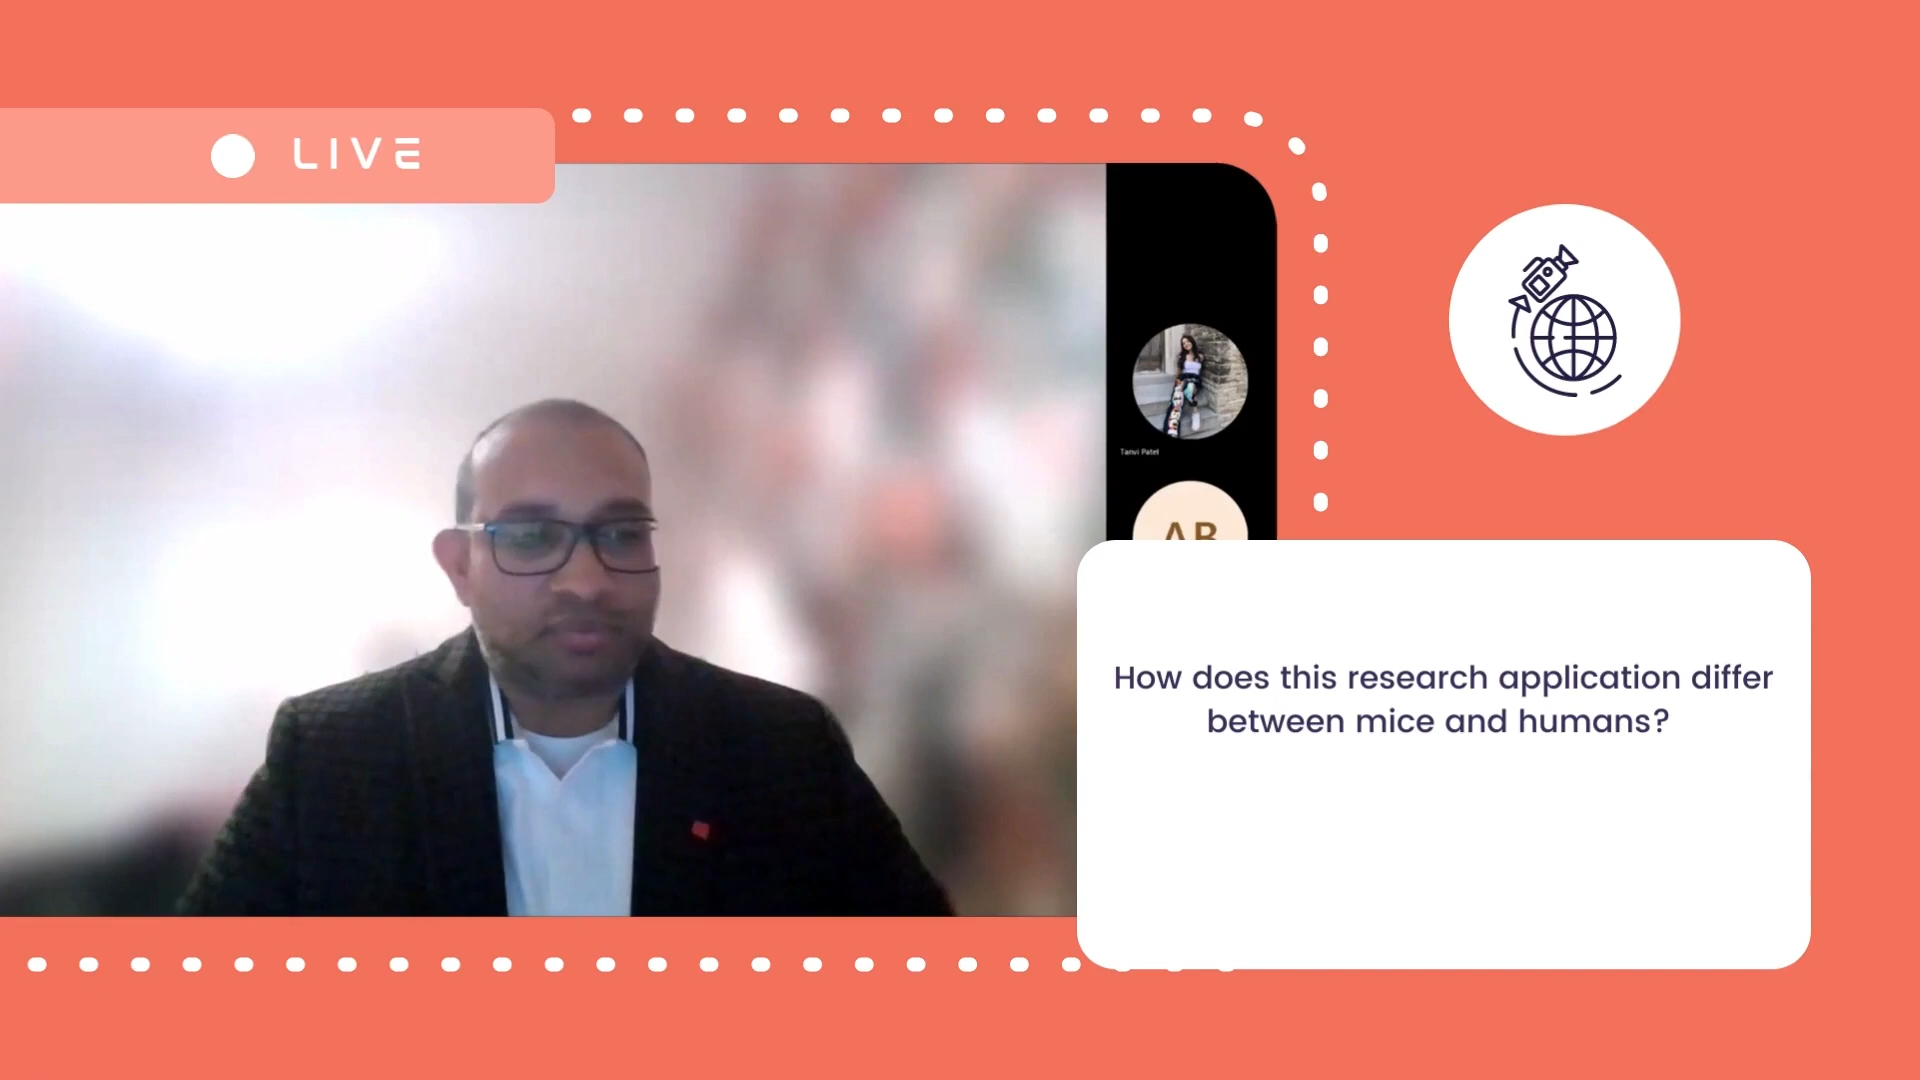 LIVE
Tanvi Patel
AB
How does this research application differ
between mice and humans?